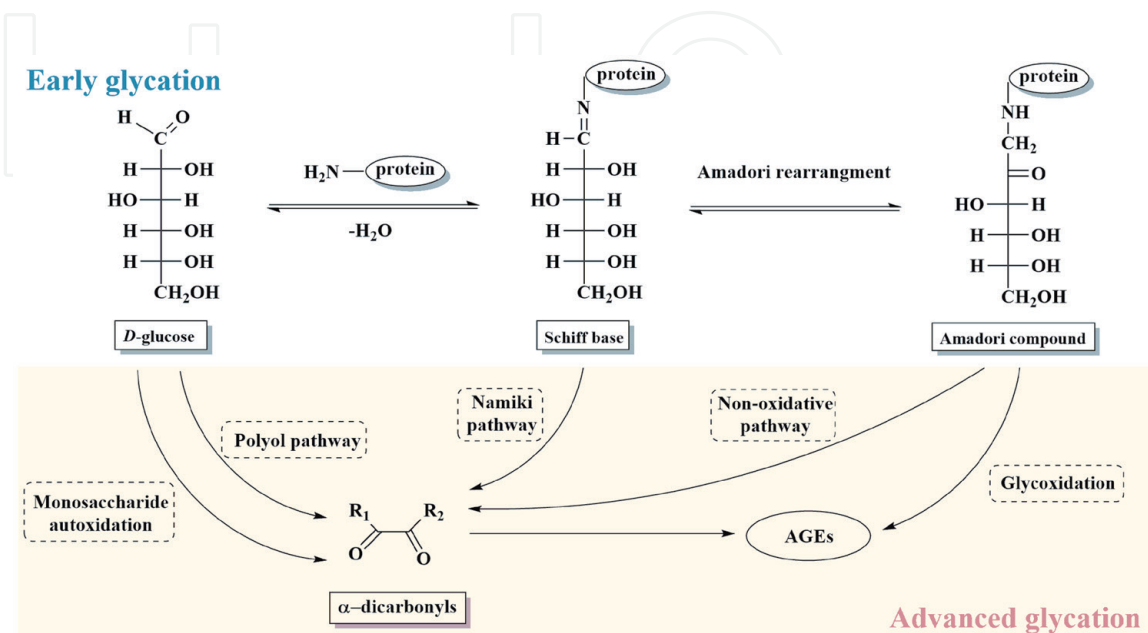 Early glycation
H
O
C
H
OH
HO
H
H
OH
H
OH
CH₂OH
D-glucose
H₂N
protein
-H₂O
protein
N
H
C
H
OH
HO
H
H
OH
H
OH
CH₂OH
Schiff base
Amadori rearrangment
protein
NH
CH₂
O
HO
H
H
OH
H
OH
CH₂OH
Amadori compound
Monosaccharide
autoxidation
Polyol pathway
Namiki
pathway
Non-oxidative
pathway
Glycoxidation
R₁
R₂
O
O
α–dicarbonyls
AGEs
Advanced glycation